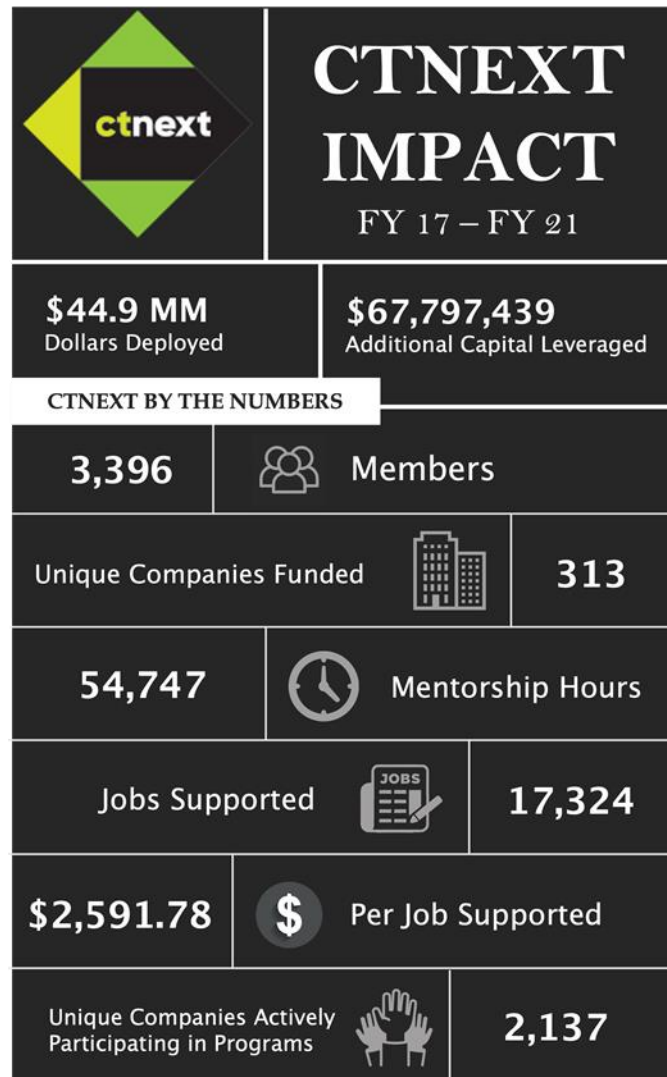 ctnext
CTNEXT
IMPACT
FY 17 – FY 21
$44.9 MM
Dollars Deployed
$67,797,439
Additional Capital Leveraged
CTNEXT BY THE NUMBERS
3,396
Members
Unique Companies Funded
313
54,747
Mentorship Hours
Jobs Supported
JOBS
17,324
$2,591.78
$
Per Job Supported
Unique Companies Actively
Participating in Programs
2,137